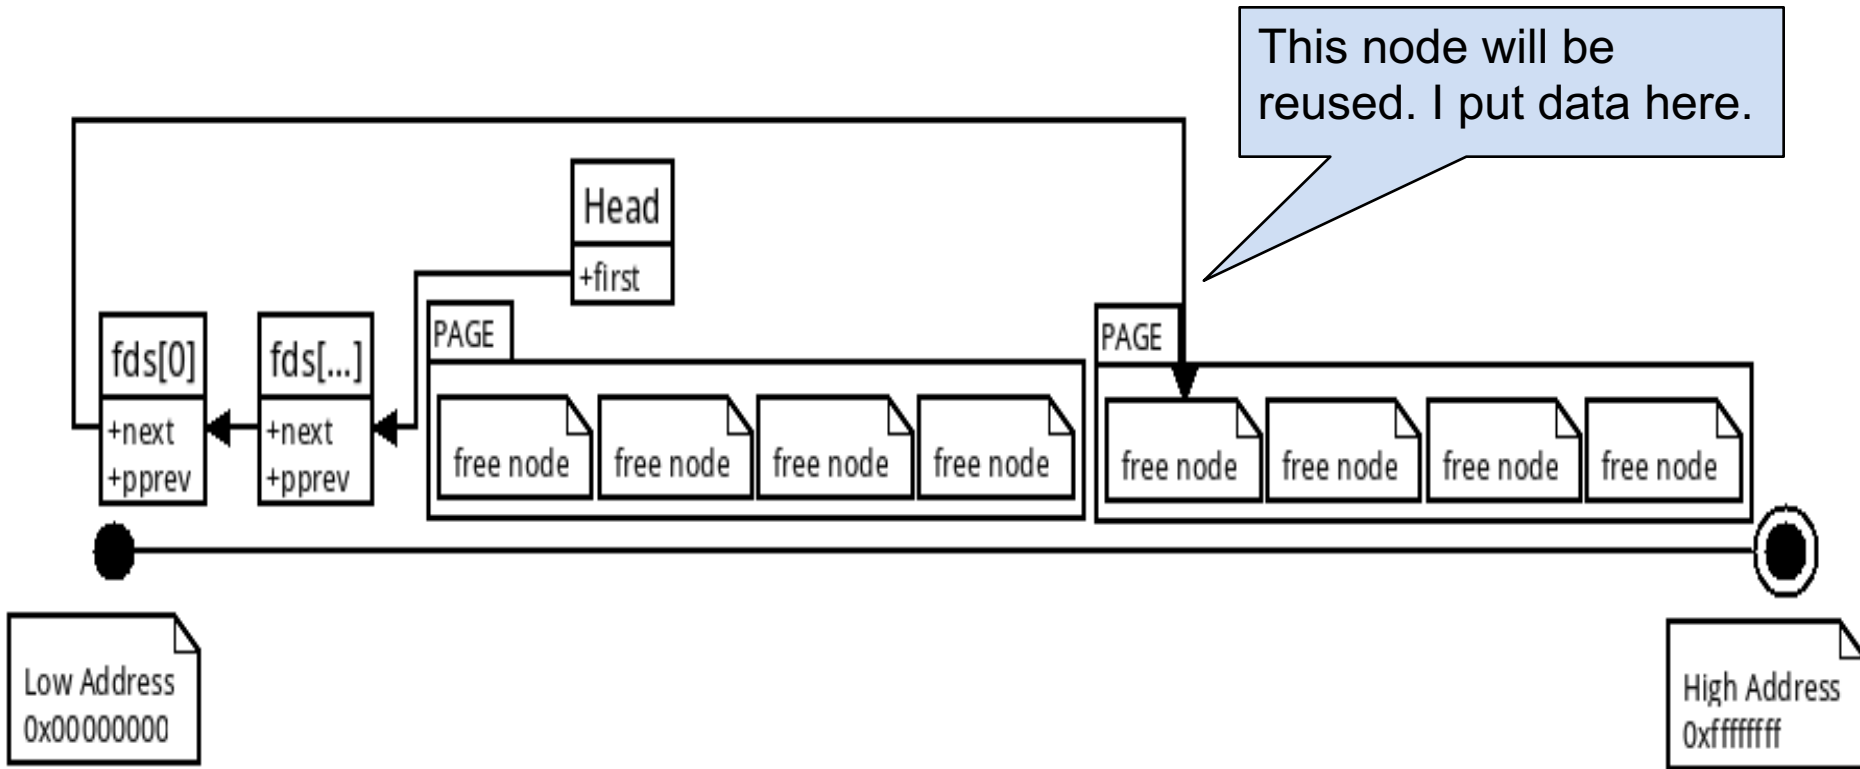 This node will be
reused. I put data here.
Head
+first
fds[0]
+next
+pprev
fds[...]
+next
+pprev
PAGE
free node
free node
free node
free node
PAGE
free node
free node
free node
free node
Low Address
0x00000000
High Address
0xffffffff